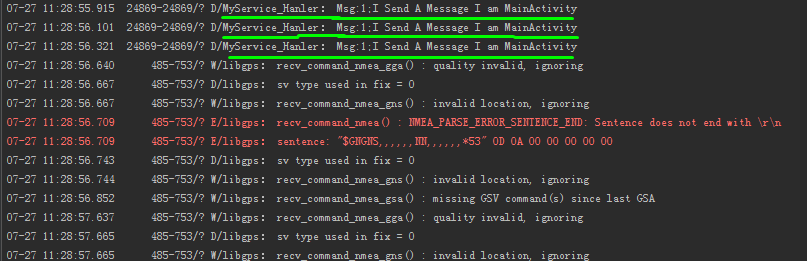 07-27 11:28:55.915 24869-24869/? D/MyService_Hanler: Msg:1;I Send A Message I am MainActivity
07-27 11:28:56.101 24869-24869/? D/MyService_Hanler: Msg:1;I Send A Message I am MainActivity
07-27 11:28:56.321 24869-24869/? D/MyService_Hanler: Msg:1;I Send A Message I am MainActivity
07-27 11:28:56.640 485-753/? W/libgps: recv_command_nmea_gga() : quality invalid, ignoring
07-27 11:28:56.667 485-753/? D/libgps: sv type used in fix = 0
07-27 11:28:56.667 485-753/? W/libgps: recv_command_nmea_gns() : invalid location, ignoring
07-27 11:28:56.709 485-753/? E/libgps: recv_command_nmea() : NMEA_PARSE_ERROR_SENTENCE_END: Sentence does not end with \r\n
07-27 11:28:56.709 485-753/? E/libgps: sentence: "$GNGNS,,,,,,NN,,,,,,*53" 0D 0A 00 00 00 00 00
07-27 11:28:56.743 485-753/? D/libgps: sv type used in fix = 0
07-27 11:28:56.744 485-753/? W/libgps: recv_command_nmea_gns() : invalid location, ignoring
07-27 11:28:56.852 485-753/? W/libgps: recv_command_nmea_gsa() : missing GSV command(s) since last GSA
07-27 11:28:57.637 485-753/? W/libgps: recv_command_nmea_gga() : quality invalid, ignoring
07-27 11:28:57.665 485-753/? D/libgps: sv type used in fix = 0
07-27 11:28:57.665 485-753/? W/libgps: recv_command_nmea_gns() : invalid location, ignoring